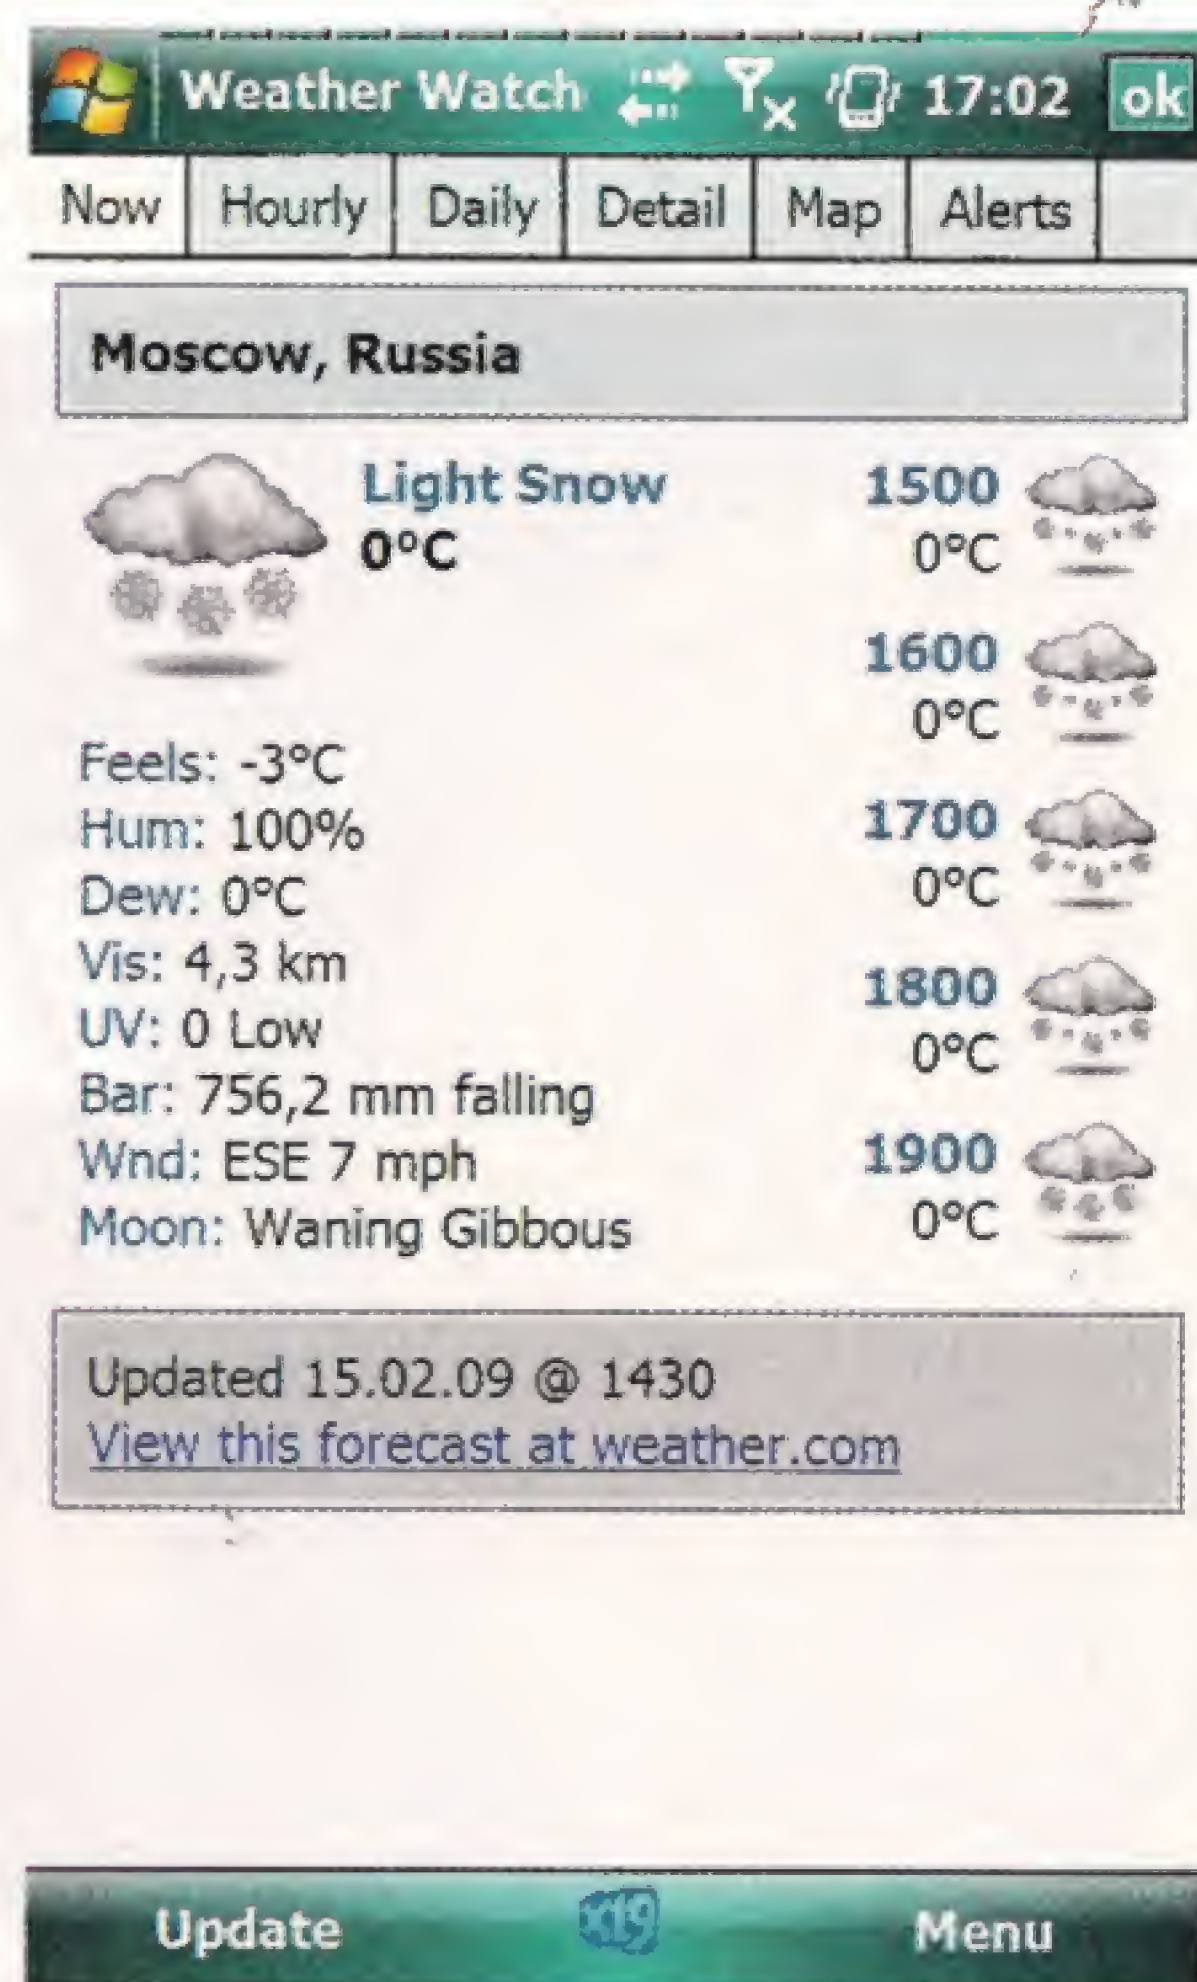 Weather Watch 17:02 ok
Now Hourly Daily Detail Map Alerts
Moscow, Russia
Light Snow
0°C
Feels: -3°C
Hum: 100%
Dew: 0°C
Vis: 4,3 km
UV: 0 Low
Bar: 756,2 mm falling
Wnd: ESE 7 mph
Moon: Waning Gibbous
1500
0°C
1600
0°C
1700
0°C
1800
0°C
1900
0°C
Updated 15.02.09 @ 1430
View this forecast at weather.com
Update xt9 Menu